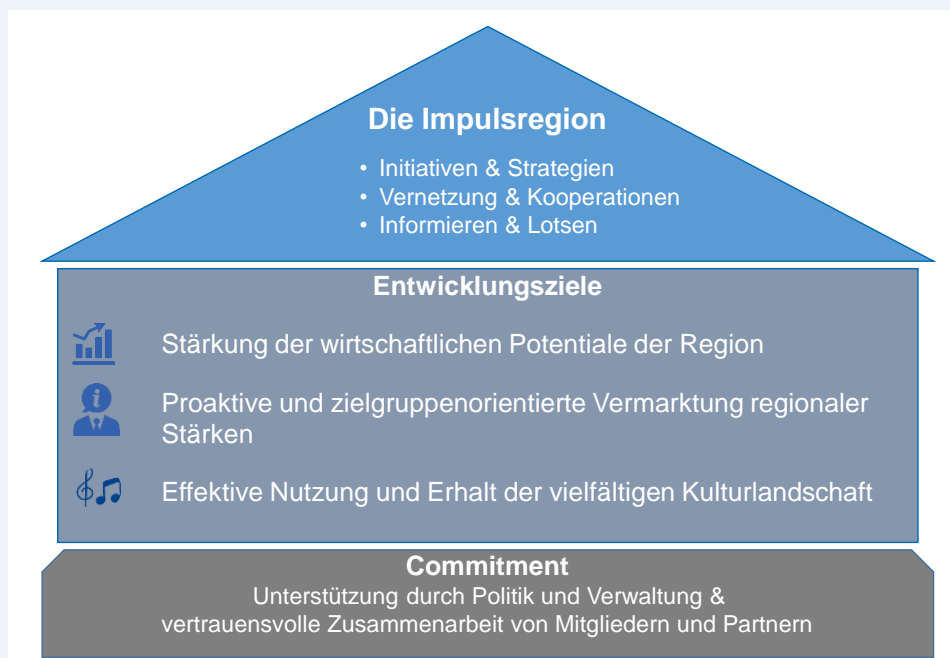 Die Impulsregion
• Initiativen & Strategien
• Vernetzung & Kooperationen
• Informieren & Lotsen
Entwicklungsziele
Stärkung der wirtschaftlichen Potentiale der Region
i
Proaktive und zielgruppenorientierte Vermarktung regionaler
Stärken
Effektive Nutzung und Erhalt der vielfältigen Kulturlandschaft
Commitment
Unterstützung durch Politik und Verwaltung &
vertrauensvolle Zusammenarbeit von Mitgliedern und Partnern